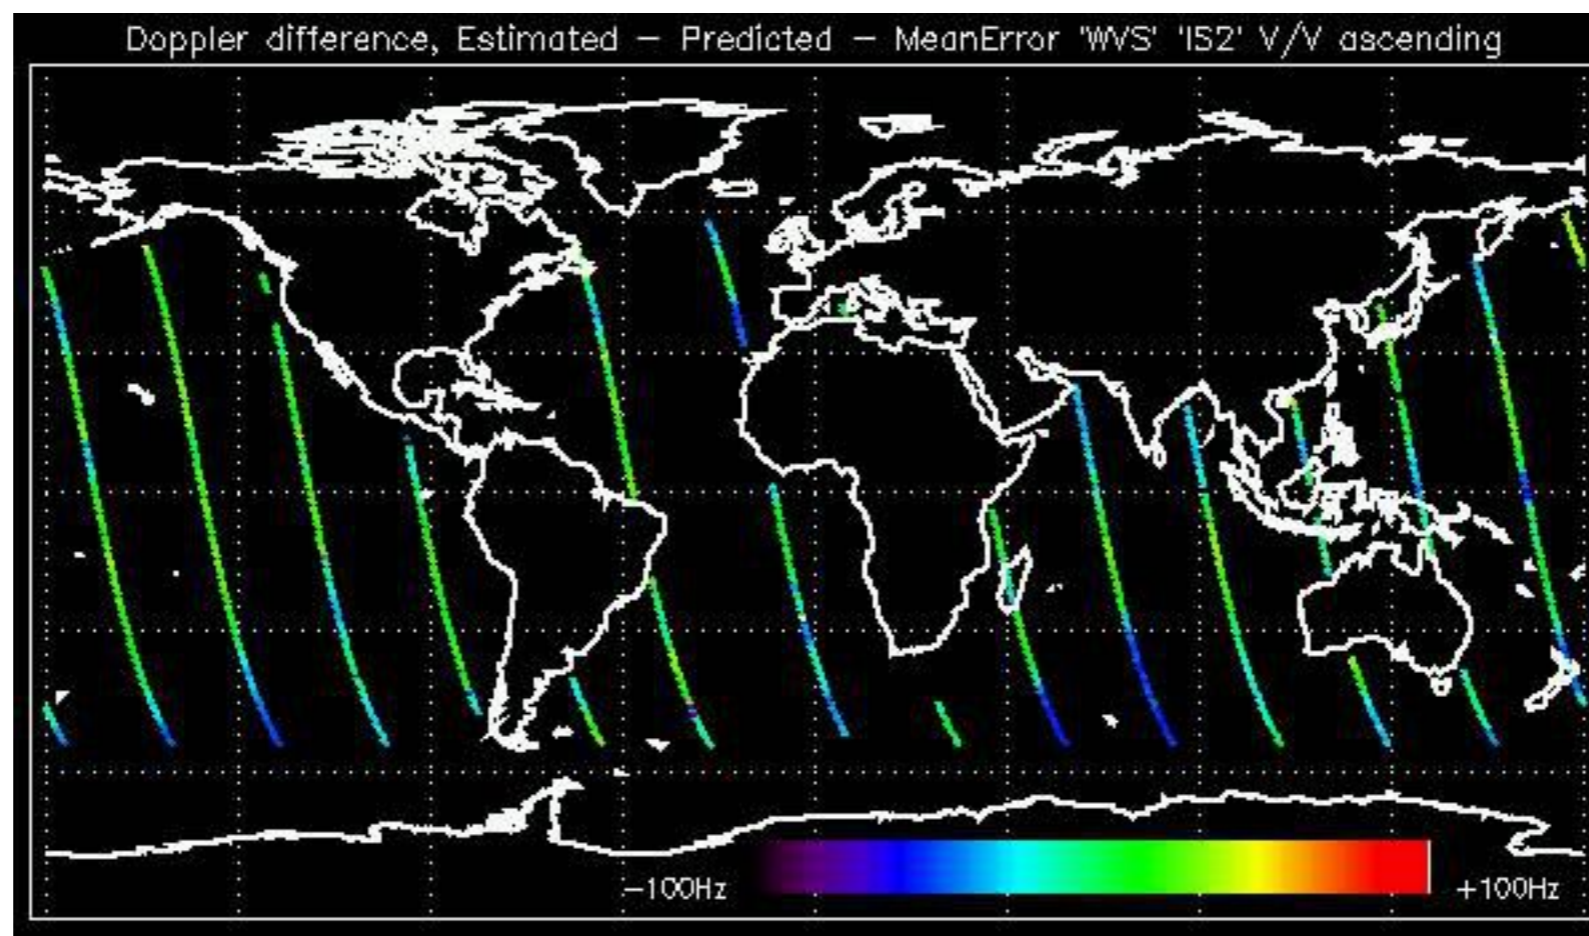 Doppler difference, Estimated – Predicted – MeanError 'WVS' 'IS2' V/V ascending
–100Hz
+100Hz